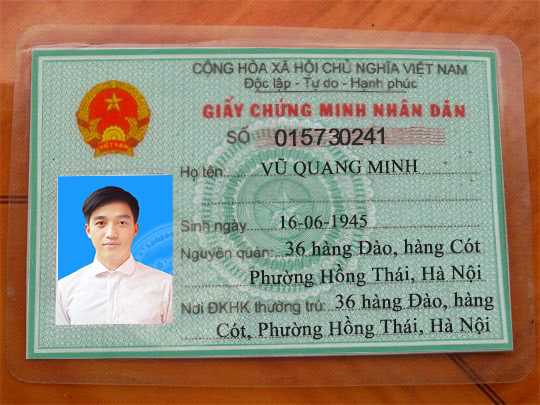 CỘNG HÒA XÃ HỘI CHỦ NGHĨA VIỆT NAM
Độc lập - Tự do - Hạnh phúc
GIẤY CHỨNG MINH NHÂN DÂN
SỐ 015730241
Họ tên VŨ QUANG MINH
Sinh ngày 16-06-1945
Nguyên quán: 36 hàng Đào, hàng Cót
Phường Hồng Thái, Hà Nội
Nơi ĐKHK thường trú: 36 hàng Đào, hàng
Cót, Phường Hồng Thái, Hà Nội
VIỆT NAM